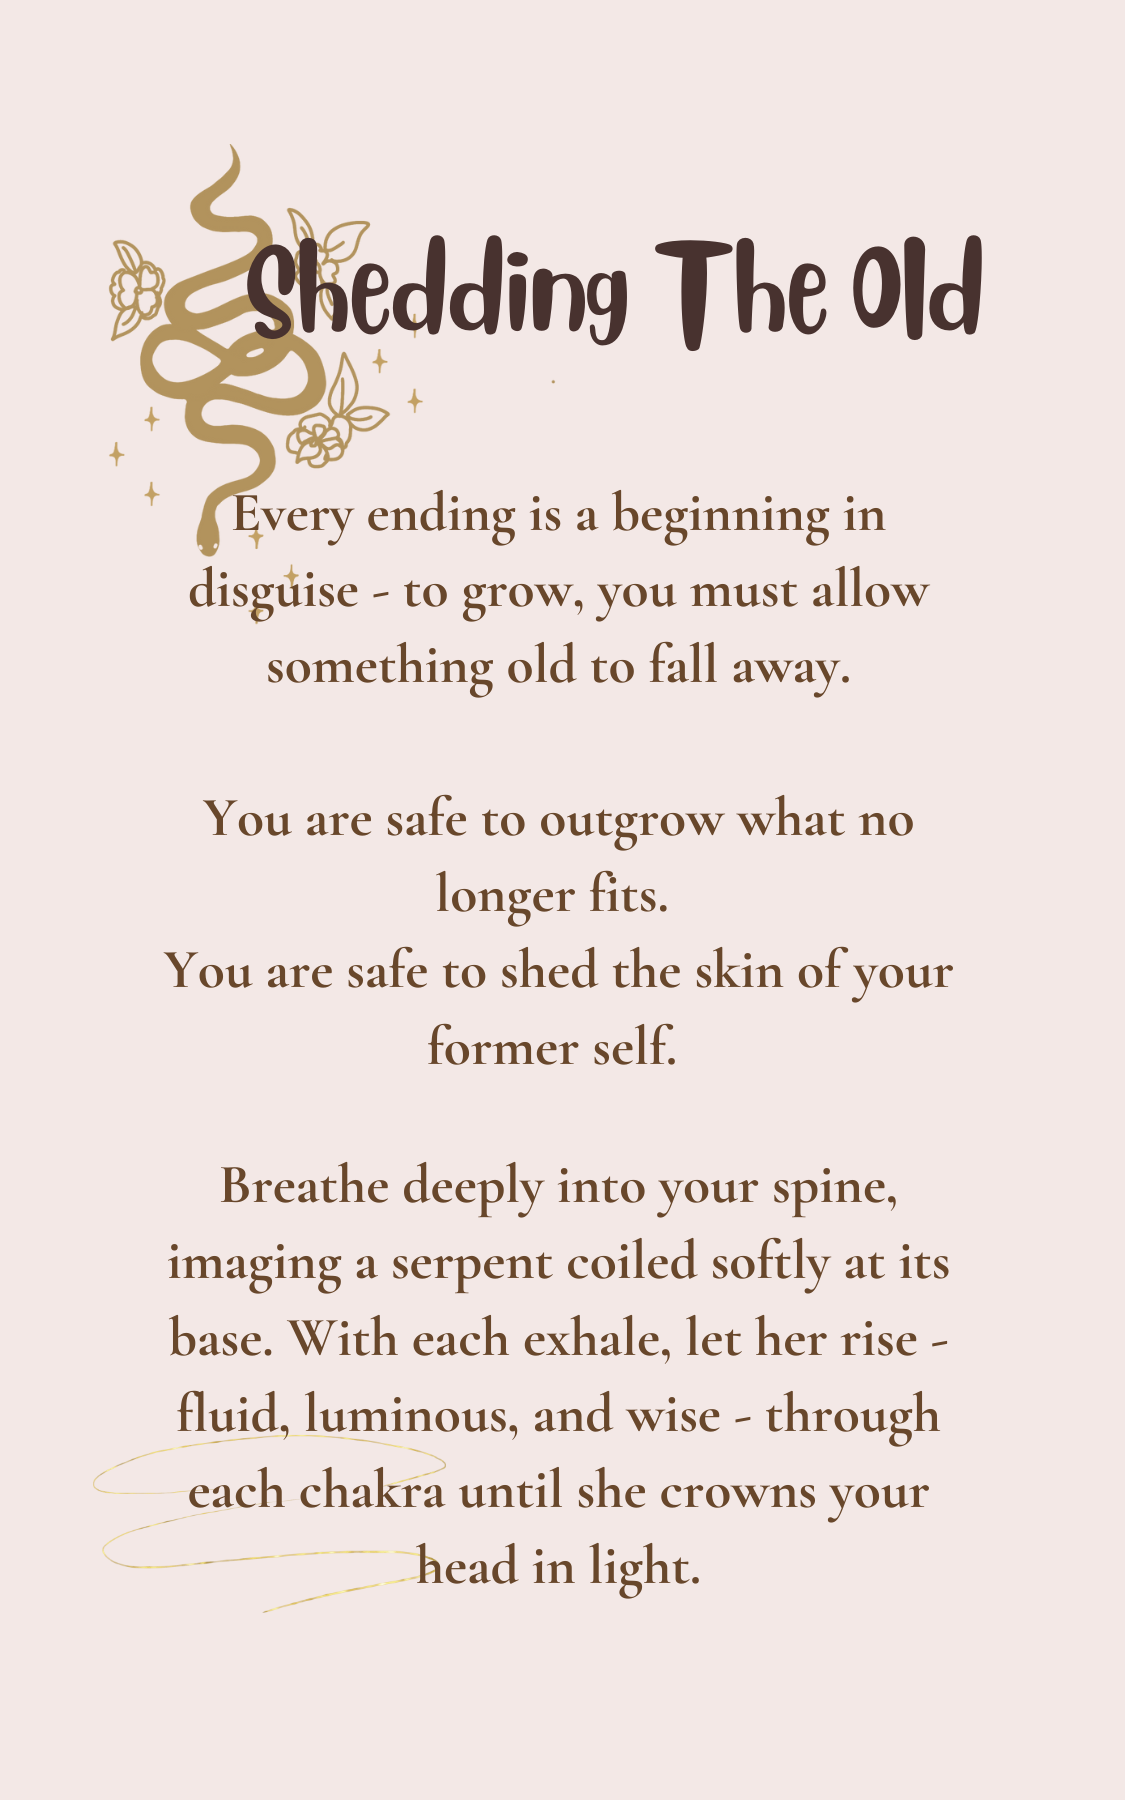 Shedding The Old
Every ending is a beginning in
disguise - to grow, you must allow
something old to fall away.
You are safe to outgrow what no
longer fits.
You are safe to shed the skin of your
former self.
Breathe deeply into your spine,
imaging a serpent coiled softly at its
base. With each exhale, let her rise -
fluid, luminous, and wise - through
each chakra until she crowns your
head in light.